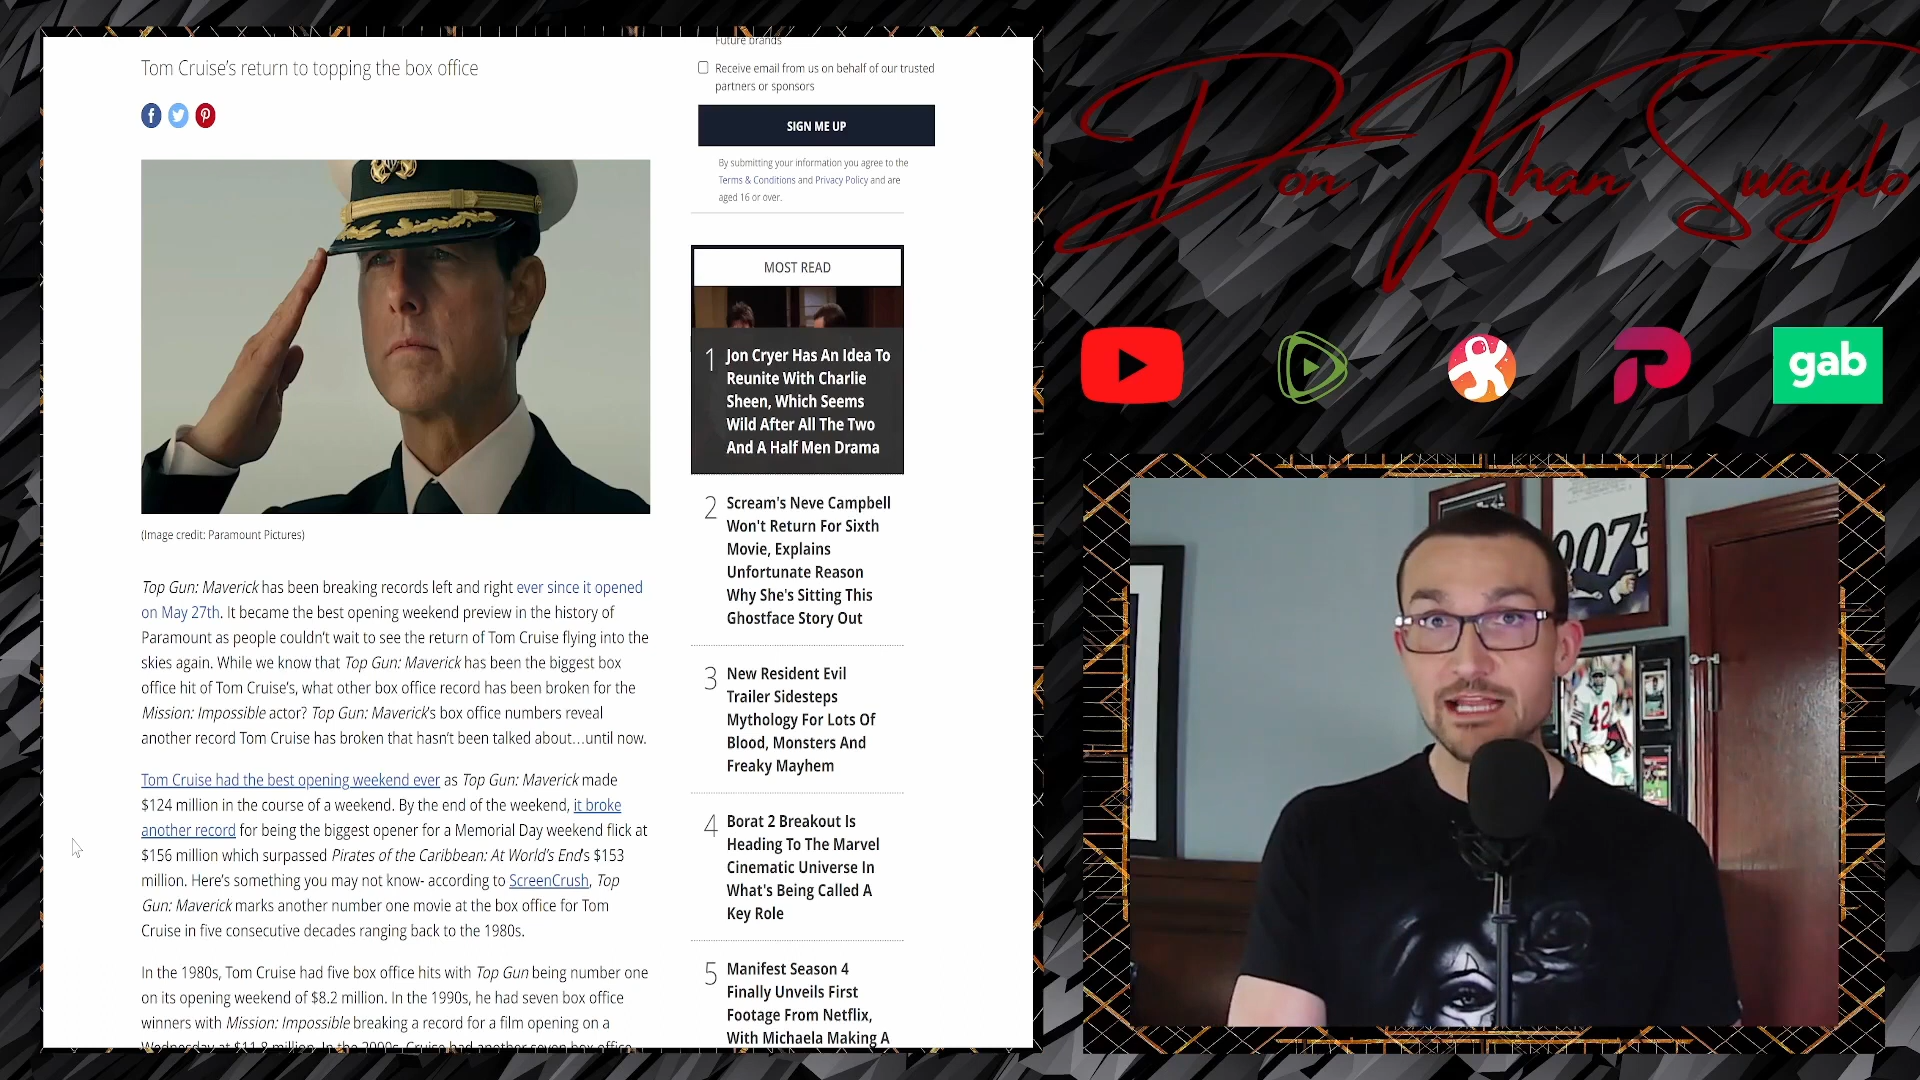 Tom Cruise's return to topping the box office
(Image credit: Paramount Pictures)
Top Gun: Maverick has been breaking records left and right ever since it opened
on May 27th. It became the best opening weekend preview in the history of
Paramount as people couldn't wait to see the return of Tom Cruise flying into the
skies again. While we know that Top Gun: Maverick has been the biggest box
office hit of Tom Cruise's, what other box office record has been broken for the
Mission: Impossible actor? Top Gun: Maverick's box office numbers reveal
another record Tom Cruise has broken that hasn't been talked about…until now.
Tom Cruise had the best opening weekend ever as Top Gun: Maverick made
$124 million in the course of a weekend. By the end of the weekend, it broke
another record for being the biggest opener for a Memorial Day weekend flick at
$156 million which surpassed Pirates of the Caribbean: At World's End's $153
million. Here's something you may not know- according to ScreenCrush, Top
Gun: Maverick marks another number one movie at the box office for Tom
Cruise in five consecutive decades ranging back to the 1980s.
In the 1980s, Tom Cruise had five box office hits with Top Gun being number one
on its opening weekend of $8.2 million. In the 1990s, he had seven box office
winners with Mission: Impossible breaking a record for a film opening on a
Wednesday at $11.8 million. In the 2000s, Cruise had another seven box office
Future brands
Receive email from us on behalf of our trusted
partners or sponsors
SIGN ME UP
By submitting your information you agree to the
Terms & Conditions and Privacy Policy and are
aged 16 or over.
MOST READ
1 Jon Cryer Has An Idea To
Reunite With Charlie
Sheen, Which Seems
Wild After All The Two
And A Half Men Drama
2 Scream's Neve Campbell
Won't Return For Sixth
Movie, Explains
Unfortunate Reason
Why She's Sitting This
Ghostface Story Out
3 New Resident Evil
Trailer Sidesteps
Mythology For Lots Of
Blood, Monsters And
Freaky Mayhem
4 Borat 2 Breakout Is
Heading To The Marvel
Cinematic Universe In
What's Being Called A
Key Role
5 Manifest Season 4
Finally Unveils First
Footage From Netflix,
With Michaela Making A
Don Khan Swaylo
gab
007
42